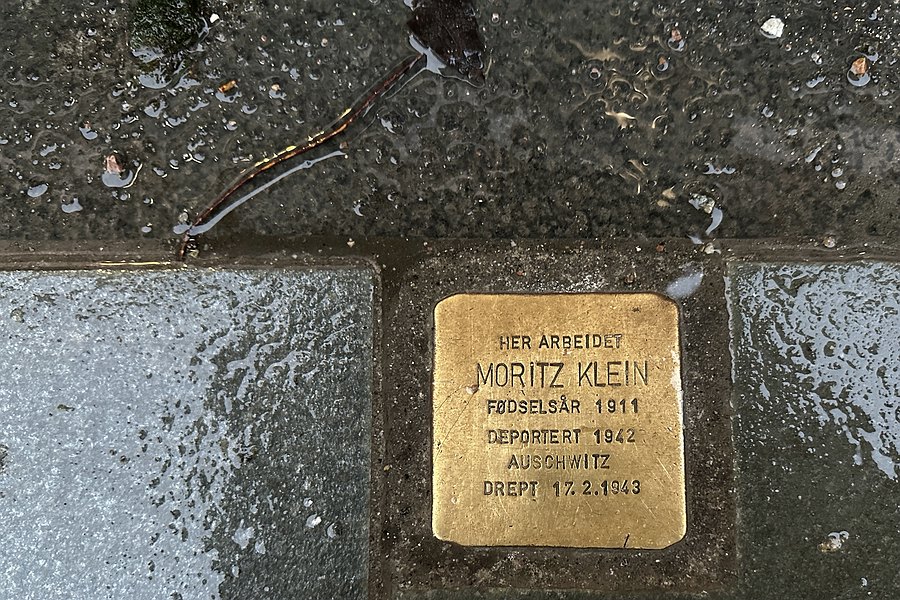 HER ARBEIDET
MORITZ KLEIN
FØDSELSÅR 1911
DEPORTERT 1942
AUSCHWITZ
DREPT 17.2.1943